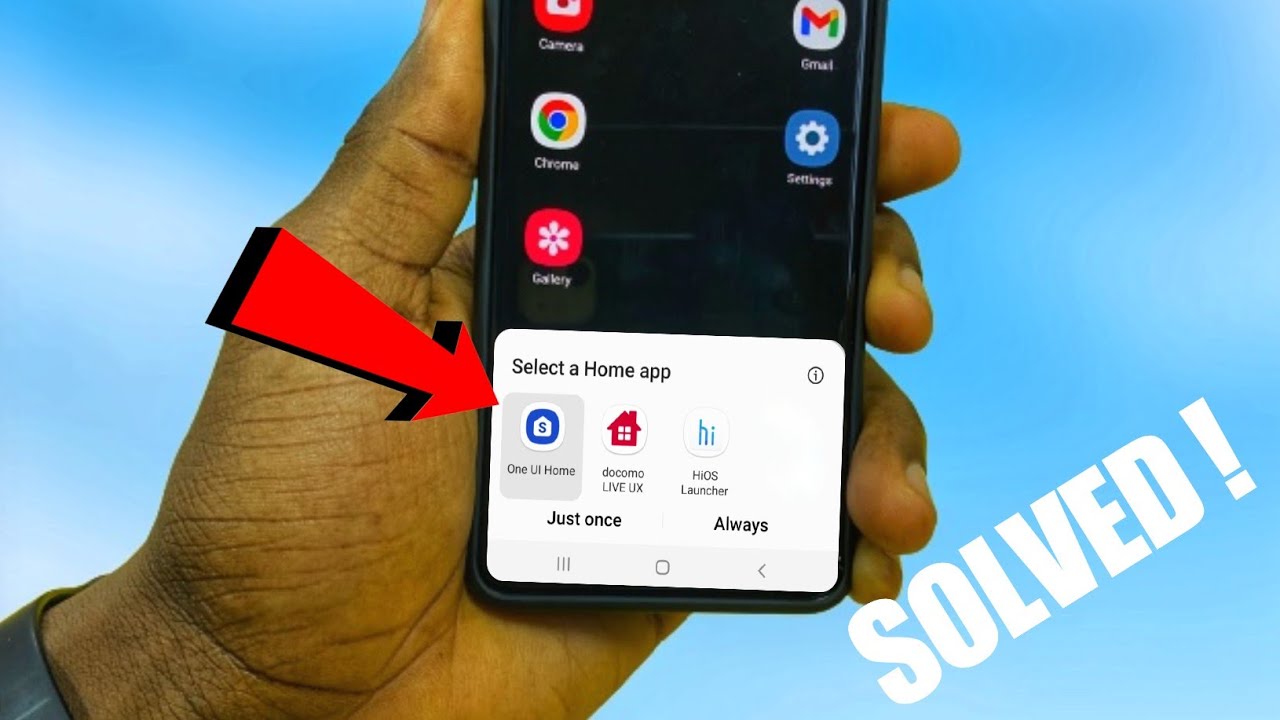 Camera
Gmail
Chrome
Settings
Gallery
Select a Home app
S
hi
One UI Home
docomo
LIVE UX
HiOS
Launcher
Just once
Always
SOLVED !